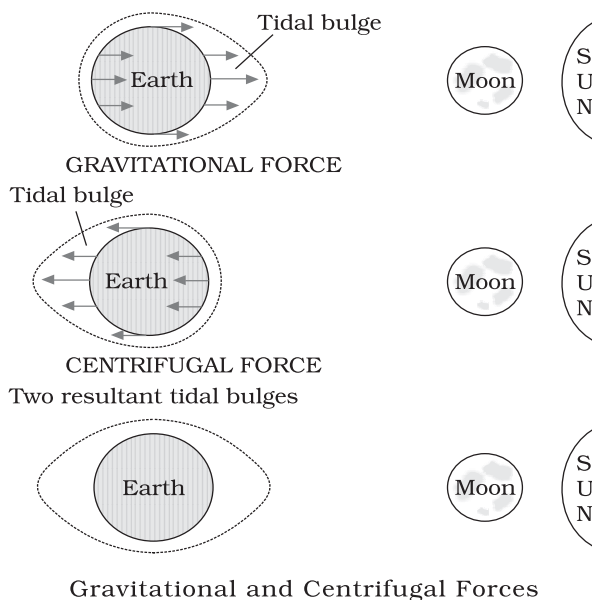 Tidal bulge
Earth
Moon
S
U
N
GRAVITATIONAL FORCE
Tidal bulge
Earth
Moon
S
U
N
CENTRIFUGAL FORCE
Two resultant tidal bulges
Earth
Moon
S
U
N
Gravitational and Centrifugal Forces